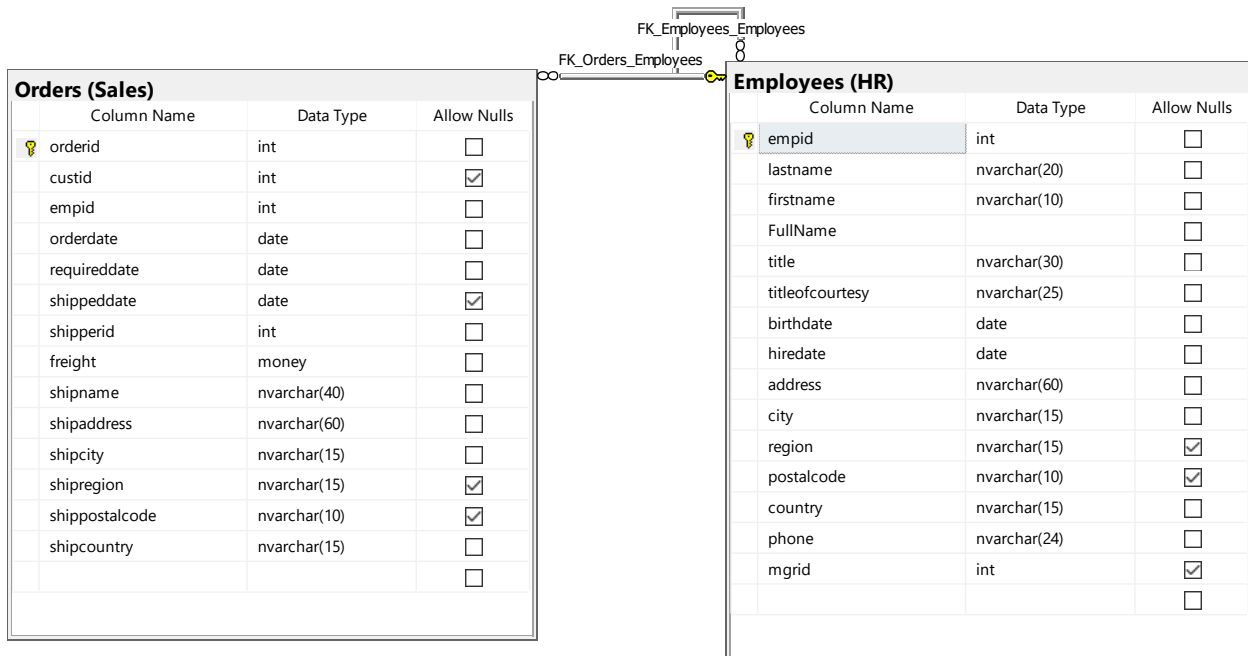 FK_Employees_Employees
FK_Orders_Employees
Orders (Sales)
Column Name Data Type Allow Nulls
orderid int
custid int
empid int
orderdate date
requireddate date
shippeddate date
shipperid int
freight money
shipname nvarchar(40)
shipaddress nvarchar(60)
shipcity nvarchar(15)
shipregion nvarchar(15)
shippostalcode nvarchar(10)
shipcountry nvarchar(15)
Employees (HR)
Column Name Data Type Allow Nulls
empid int
lastname nvarchar(20)
firstname nvarchar(10)
FullName
title nvarchar(30)
titleofcourtesy nvarchar(25)
birthdate date
hiredate date
address nvarchar(60)
city nvarchar(15)
region nvarchar(15)
postalcode nvarchar(10)
country nvarchar(15)
phone nvarchar(24)
mgrid int